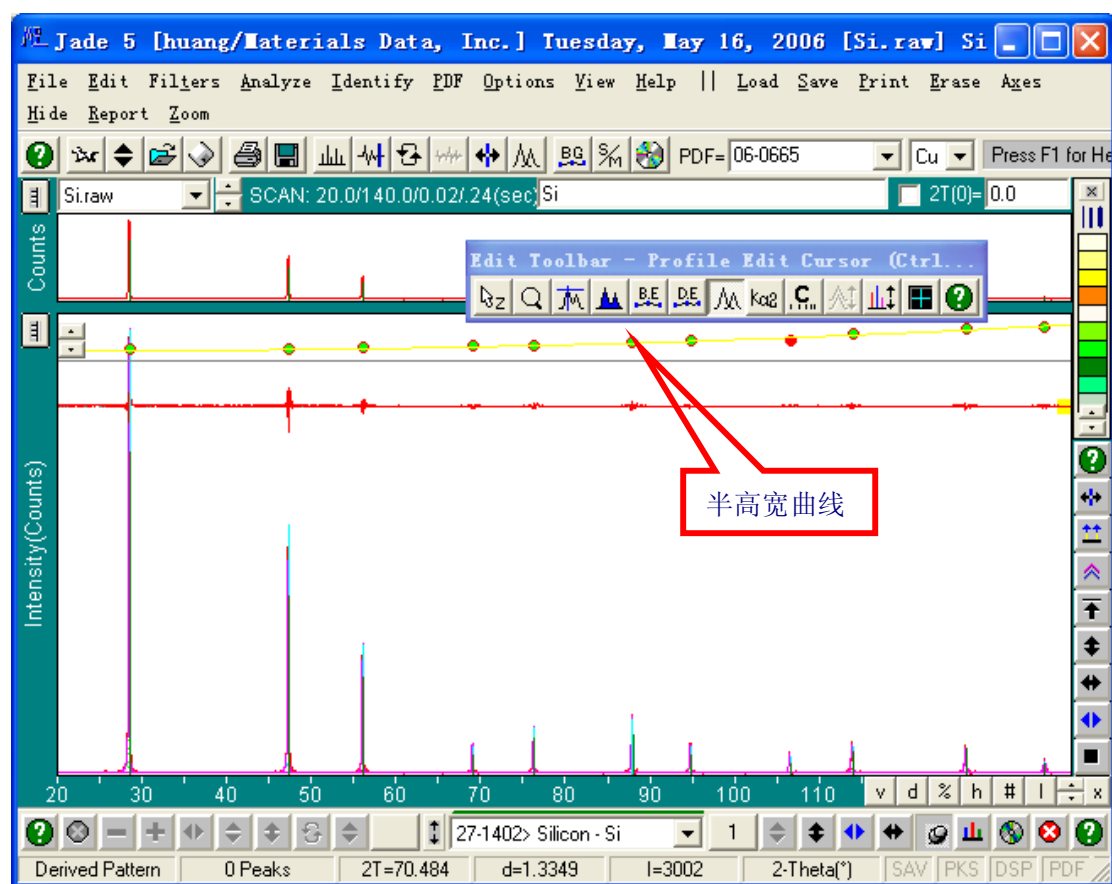 Jade 5 [huang/Materials Data, Inc.] Tuesday, May 16, 2006 [Si.raw] Si
File Edit Filters Analyze Identify PDF Options View Help || Load Save Print Erase Axes
Hide Report Zoom
BG S/M PDF= 06-0665 Cu Press F1 for He
Si.raw SCAN: 20.0/140.0/0.02/.24(sec) Si 2T(0)= 0.0
Counts
Edit Toolbar - Profile Edit Cursor (Ctrl...
Z B.E D.E Kα2 C
半高宽曲线
Intensity(Counts)
20 30 40 50 60 70 80 90 100 110 v d % h # l x
27-1402> Silicon - Si 1
Derived Pattern 0 Peaks 2T=70.484 d=1.3349 I=3002 2-Theta(°) SAV PKS DSP PDF